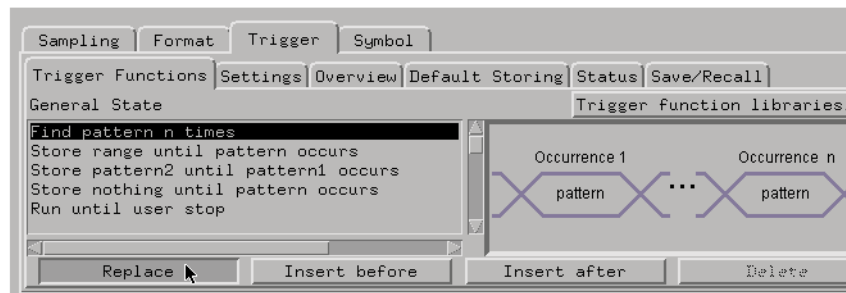 Sampling Format Trigger Symbol
Trigger Functions Settings Overview Default Storing Status Save/Recall
General State Trigger function libraries.
Find pattern n times
Store range until pattern occurs
Store pattern2 until pattern1 occurs
Store nothing until pattern occurs
Run until user stop
Occurrence 1 Occurrence n
pattern ... pattern
Replace Insert before Insert after Delete